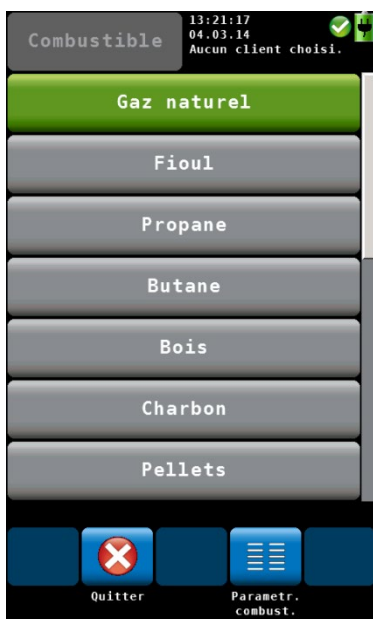 Combustible
13:21:17
04.03.14
Aucun client choisi.
Gaz naturel
Fioul
Propane
Butane
Bois
Charbon
Pellets
Quitter
Parametr.
combust.